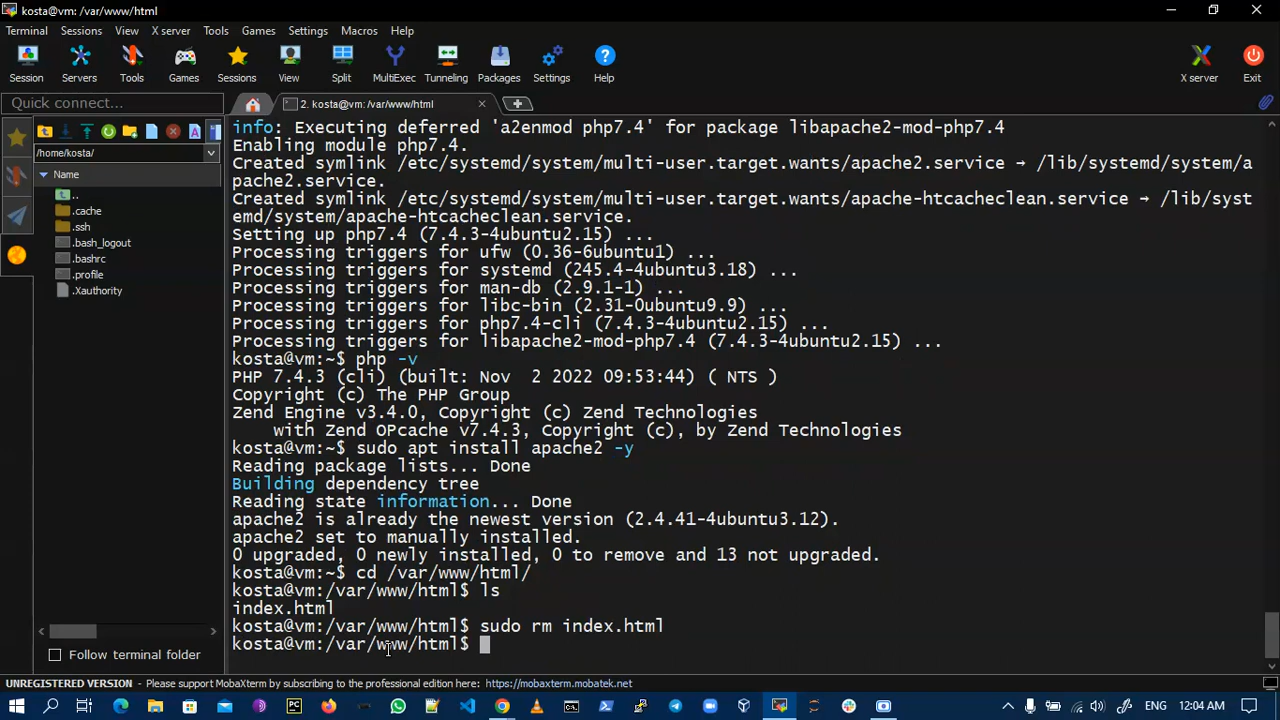 kosta@vm: /var/www/html
Terminal Sessions View X server Tools Games Settings Macros Help
Session Servers Tools Games Sessions View Split MultiExec Tunneling Packages Settings Help X server Exit
Quick connect...
2. kosta@vm: /var/www/html
/home/kosta/
Name
..
.cache
.ssh
.bash_logout
.bashrc
.profile
.Xauthority
Follow terminal folder
info: Executing deferred 'a2enmod php7.4' for package libapache2-mod-php7.4
Enabling module php7.4.
Created symlink /etc/systemd/system/multi-user.target.wants/apache2.service → /lib/systemd/system/a
pache2.service.
Created symlink /etc/systemd/system/multi-user.target.wants/apache-htcacheclean.service → /lib/syst
emd/system/apache-htcacheclean.service.
Setting up php7.4 (7.4.3-4ubuntu2.15) ...
Processing triggers for ufw (0.36-6ubuntu1) ...
Processing triggers for systemd (245.4-4ubuntu3.18) ...
Processing triggers for man-db (2.9.1-1) ...
Processing triggers for libc-bin (2.31-0ubuntu9.9) ...
Processing triggers for php7.4-cli (7.4.3-4ubuntu2.15) ...
Processing triggers for libapache2-mod-php7.4 (7.4.3-4ubuntu2.15) ...
kosta@vm:~$ php -v
PHP 7.4.3 (cli) (built: Nov  2 2022 09:53:44) ( NTS )
Copyright (c) The PHP Group
Zend Engine v3.4.0, Copyright (c) Zend Technologies
    with Zend OPcache v7.4.3, Copyright (c), by Zend Technologies
kosta@vm:~$ sudo apt install apache2 -y
Reading package lists... Done
Building dependency tree
Reading state information... Done
apache2 is already the newest version (2.4.41-4ubuntu3.12).
apache2 set to manually installed.
0 upgraded, 0 newly installed, 0 to remove and 13 not upgraded.
kosta@vm:~$ cd /var/www/html/
kosta@vm:/var/www/html$ ls
index.html
kosta@vm:/var/www/html$ sudo rm index.html
kosta@vm:/var/www/html$
UNREGISTERED VERSION - Please support MobaXterm by subscribing to the professional edition here: https://mobaxterm.mobatek.net
ENG 12:04 AM